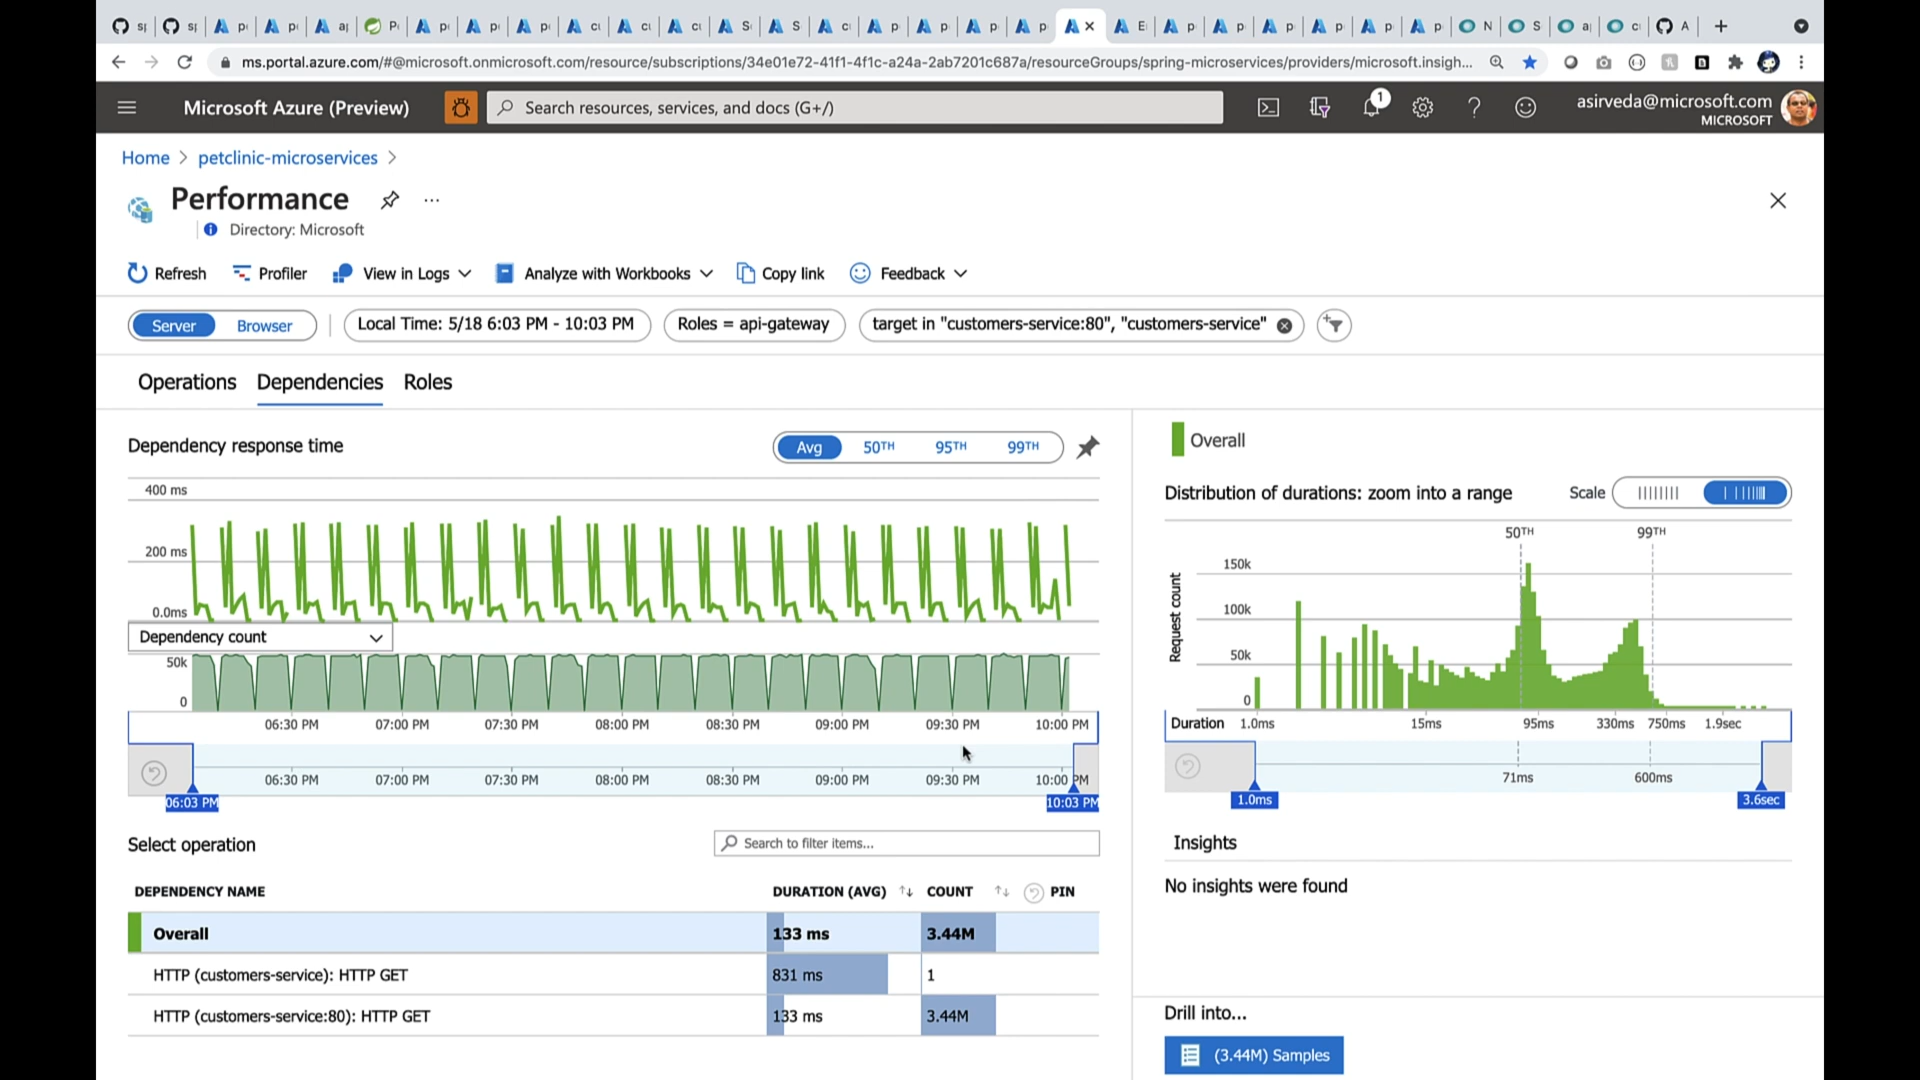 ms.portal.azure.com/#@microsoft.onmicrosoft.com/resource/subscriptions/34e01e72-41f1-4f1c-a24a-2ab7201c687a/resourceGroups/spring-microservices/providers/microsoft.insigh...
Microsoft Azure (Preview)
Search resources, services, and docs (G+/)
1
asirveda@microsoft.com
MICROSOFT
Home > petclinic-microservices >
Performance
...
Directory: Microsoft
Refresh
Profiler
View in Logs
Analyze with Workbooks
Copy link
Feedback
Server
Browser
Local Time: 5/18 6:03 PM - 10:03 PM
Roles = api-gateway
target in "customers-service:80", "customers-service"
Operations
Dependencies
Roles
Dependency response time
Avg
50TH
95TH
99TH
400 ms
200 ms
0.0ms
Dependency count
50k
0
06:30 PM
07:00 PM
07:30 PM
08:00 PM
08:30 PM
09:00 PM
09:30 PM
10:00 PM
06:30 PM
07:00 PM
07:30 PM
08:00 PM
08:30 PM
09:00 PM
09:30 PM
10:00 PM
06:03 PM
10:03 PM
Select operation
Search to filter items...
DEPENDENCY NAME
DURATION (AVG)
COUNT
PIN
Overall
133 ms
3.44M
HTTP (customers-service): HTTP GET
831 ms
1
HTTP (customers-service:80): HTTP GET
133 ms
3.44M
Overall
Distribution of durations: zoom into a range
Scale
50TH
99TH
Request count
150k
100k
50k
0
Duration
1.0ms
15ms
95ms
330ms
750ms
1.9sec
71ms
600ms
1.0ms
3.6sec
Insights
No insights were found
Drill into...
(3.44M) Samples